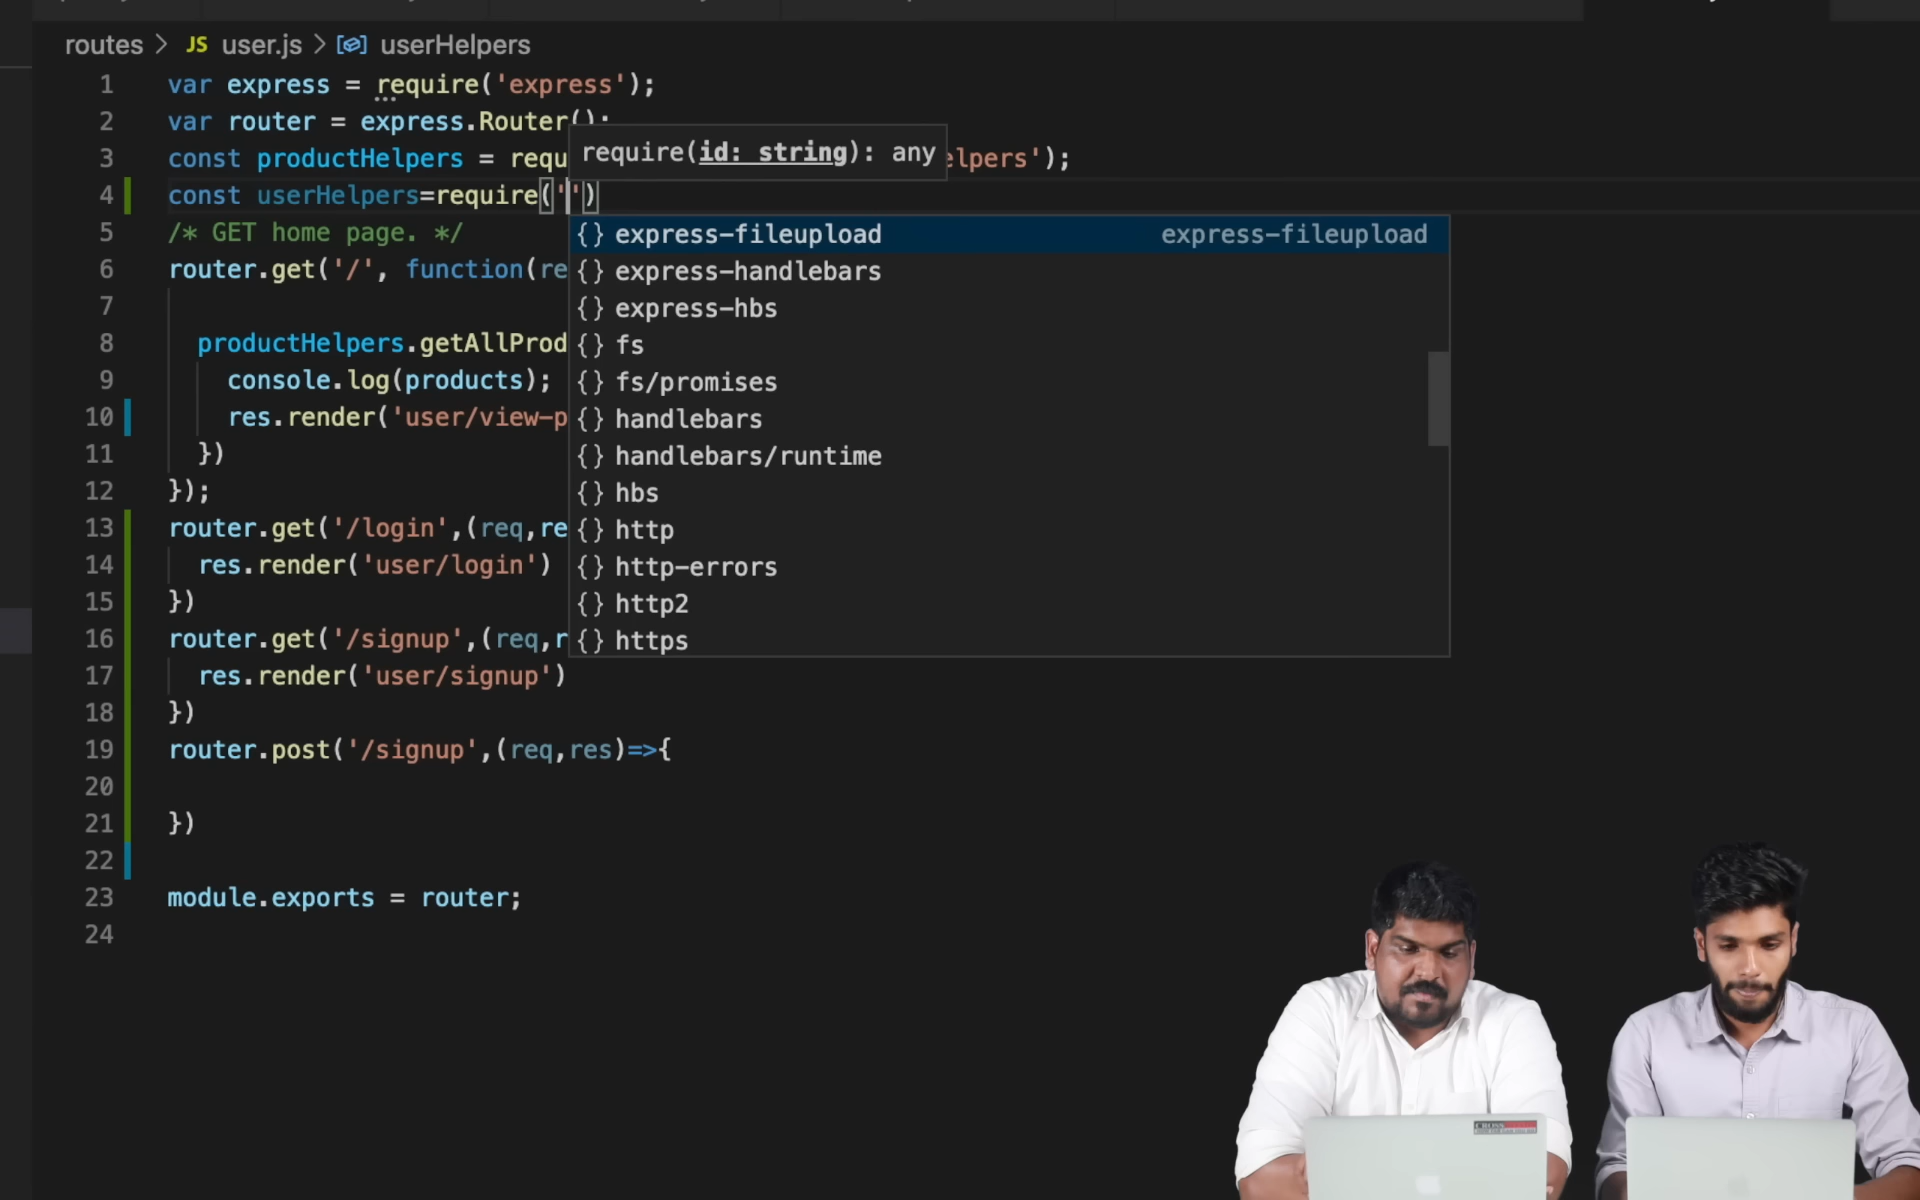 routes > JS user.js > userHelpers
1 var express = require('express');
2 var router = express.Router();
3 const productHelpers = requ elpers');
require(id: string): any
4 const userHelpers=require('')
5 /* GET home page. */
6 router.get('/', function(re
7
8 productHelpers.getAllProd
9 console.log(products);
10 res.render('user/view-p
11 })
12 });
13 router.get('/login',(req,re
14 res.render('user/login')
15 })
16 router.get('/signup',(req,r
17 res.render('user/signup')
18 })
19 router.post('/signup',(req,res)=>{
20
21 })
22
23 module.exports = router;
24
{} express-fileupload express-fileupload
{} express-handlebars
{} express-hbs
{} fs
{} fs/promises
{} handlebars
{} handlebars/runtime
{} hbs
{} http
{} http-errors
{} http2
{} https
CROSS